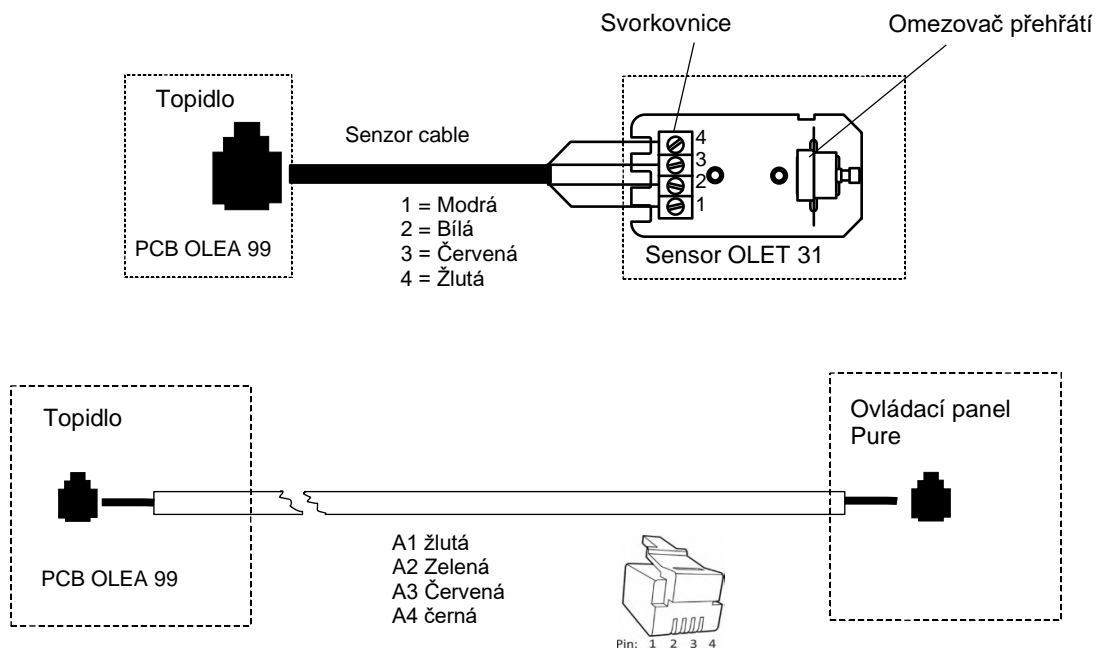 Svorkovnice
Omezovač přehřátí
Topidlo
Senzor cable
4
3
2
1
1 = Modrá
2 = Bílá
3 = Červená
4 = Žlutá
PCB OLEA 99
Sensor OLET 31
Topidlo
Ovládací panel
Pure
A1 žlutá
A2 Zelená
A3 Červená
A4 černá
PCB OLEA 99
Pin: 1 2 3 4